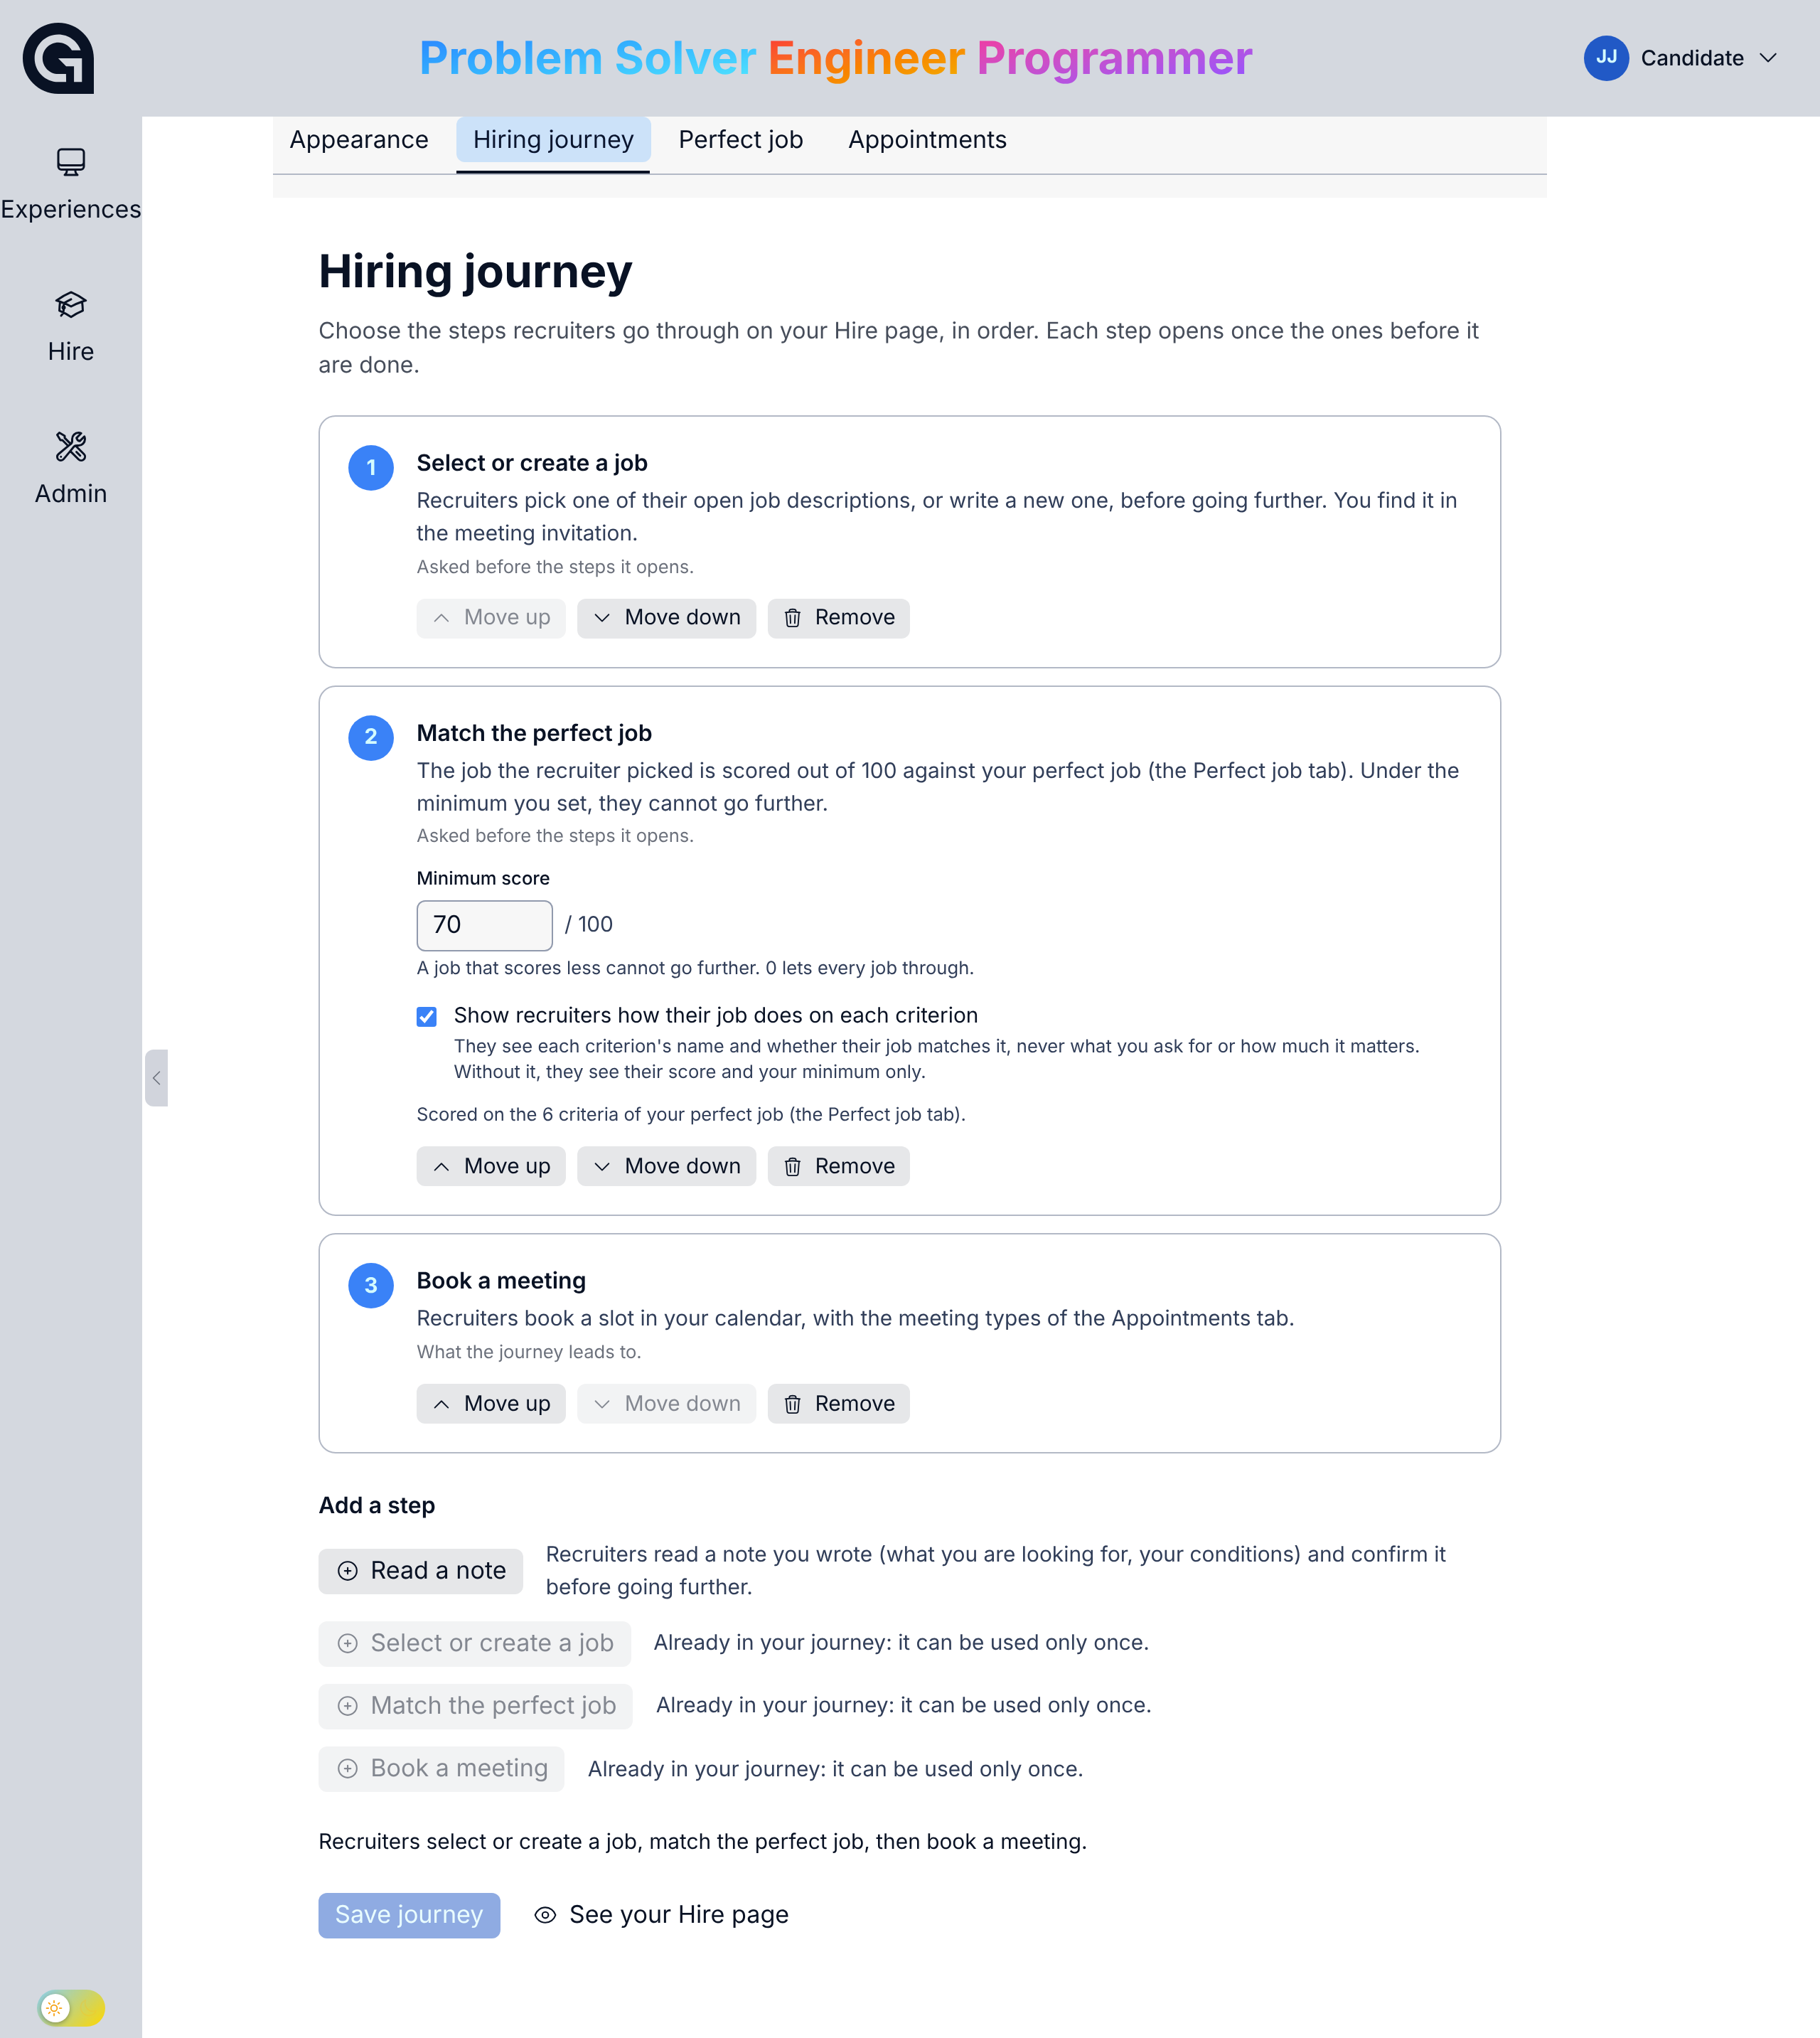 Problem Solver Engineer Programmer
JJ Candidate
Experiences
Hire
Admin
Appearance Hiring journey Perfect job Appointments
Hiring journey
Choose the steps recruiters go through on your Hire page, in order. Each step opens once the ones before it
are done.
1 Select or create a job
Recruiters pick one of their open job descriptions, or write a new one, before going further. You find it in
the meeting invitation.
Asked before the steps it opens.
Move up Move down Remove
2 Match the perfect job
The job the recruiter picked is scored out of 100 against your perfect job (the Perfect job tab). Under the
minimum you set, they cannot go further.
Asked before the steps it opens.
Minimum score
70 / 100
A job that scores less cannot go further. 0 lets every job through.
Show recruiters how their job does on each criterion
They see each criterion's name and whether their job matches it, never what you ask for or how much it matters.
Without it, they see their score and your minimum only.
Scored on the 6 criteria of your perfect job (the Perfect job tab).
Move up Move down Remove
3 Book a meeting
Recruiters book a slot in your calendar, with the meeting types of the Appointments tab.
What the journey leads to.
Move up Move down Remove
Add a step
Read a note Recruiters read a note you wrote (what you are looking for, your conditions) and confirm it
before going further.
Select or create a job Already in your journey: it can be used only once.
Match the perfect job Already in your journey: it can be used only once.
Book a meeting Already in your journey: it can be used only once.
Recruiters select or create a job, match the perfect job, then book a meeting.
Save journey See your Hire page